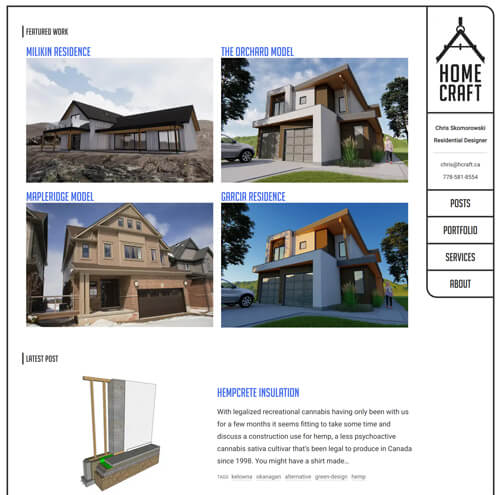 FEATURED WORK
MILIKIN RESIDENCE
THE ORCHARD MODEL
MAPLERIDGE MODEL
GARCIA RESIDENCE
LATEST POST
HEMPCRETE INSULATION
With legalized recreational cannabis having only been with us
for a few months it seems fitting to take some time and
discuss a construction use for hemp, a less psychoactive
cannabis sativa cultivar that's been legal to produce in Canada
since 1998. You might have a shirt made...
TAGS kelowna okanagan alternative green-design hemp
HOME
CRAFT
Chris Skomorowski
Residential Designer
chris@hcraft.ca
778-581-8554
POSTS
PORTFOLIO
SERVICES
ABOUT